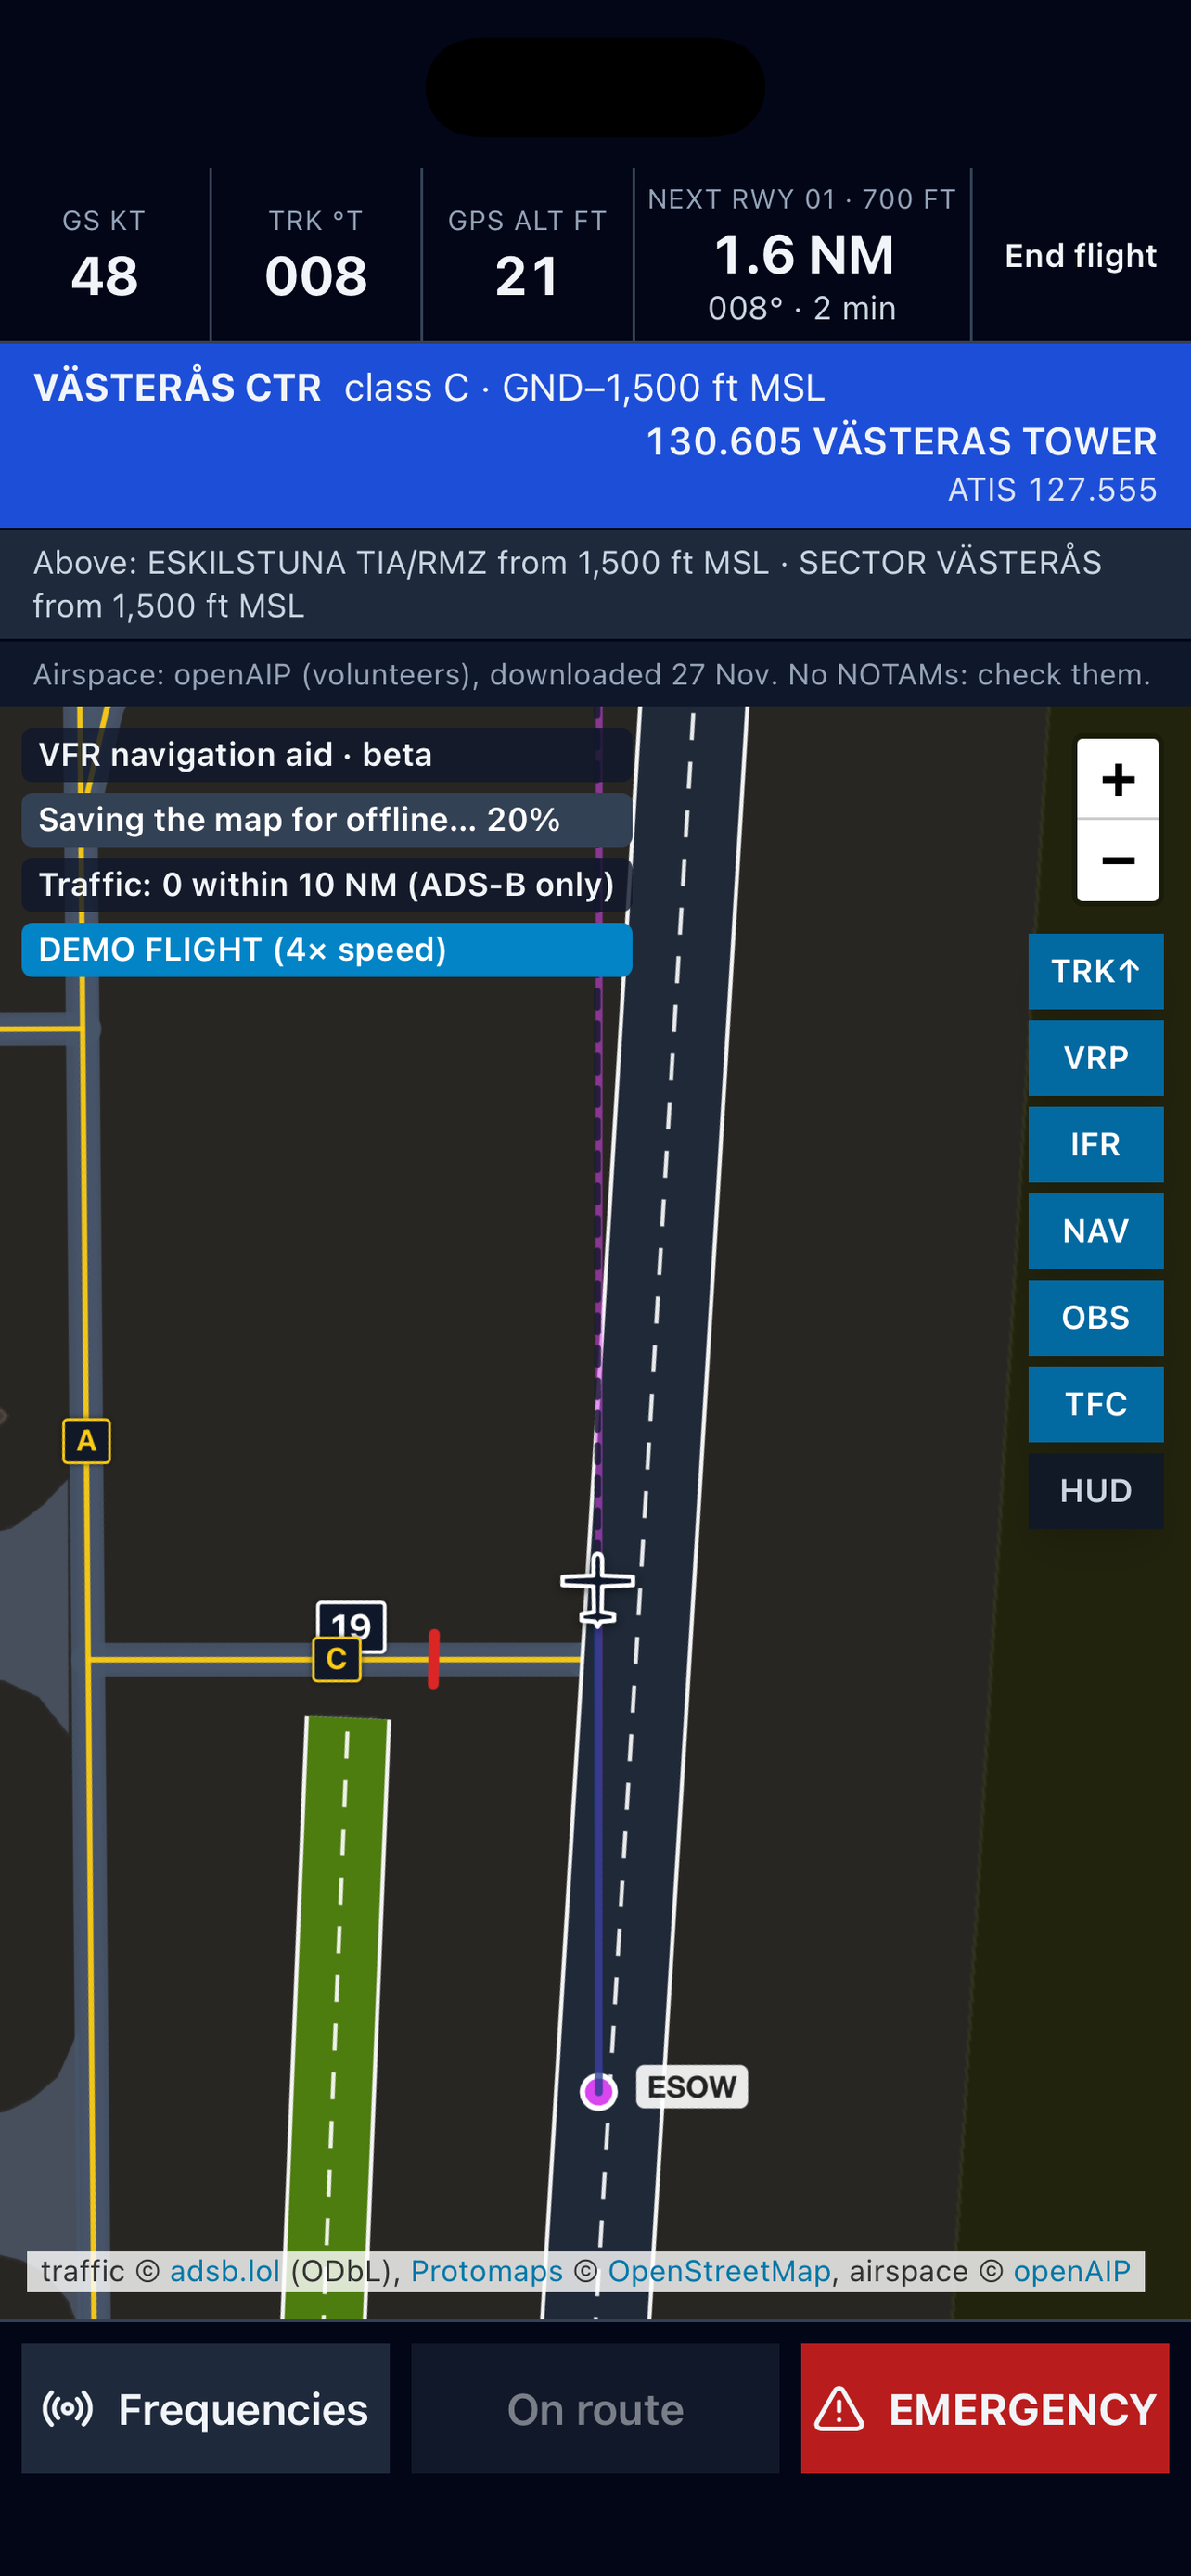 GS KT
48
TRK °T
008
GPS ALT FT
21
NEXT RWY 01 · 700 FT
1.6 NM
008° · 2 min
End flight
VÄSTERÅS CTR class C · GND–1,500 ft MSL
130.605 VÄSTERAS TOWER
ATIS 127.555
Above: ESKILSTUNA TIA/RMZ from 1,500 ft MSL · SECTOR VÄSTERÅS
from 1,500 ft MSL
Airspace: openAIP (volunteers), downloaded 27 Nov. No NOTAMs: check them.
VFR navigation aid · beta
Saving the map for offline... 20%
Traffic: 0 within 10 NM (ADS-B only)
DEMO FLIGHT (4× speed)
+
−
TRK↑
VRP
IFR
NAV
OBS
TFC
HUD
A
19
C
ESOW
traffic © adsb.lol (ODbL), Protomaps © OpenStreetMap, airspace © openAIP
Frequencies
On route
EMERGENCY